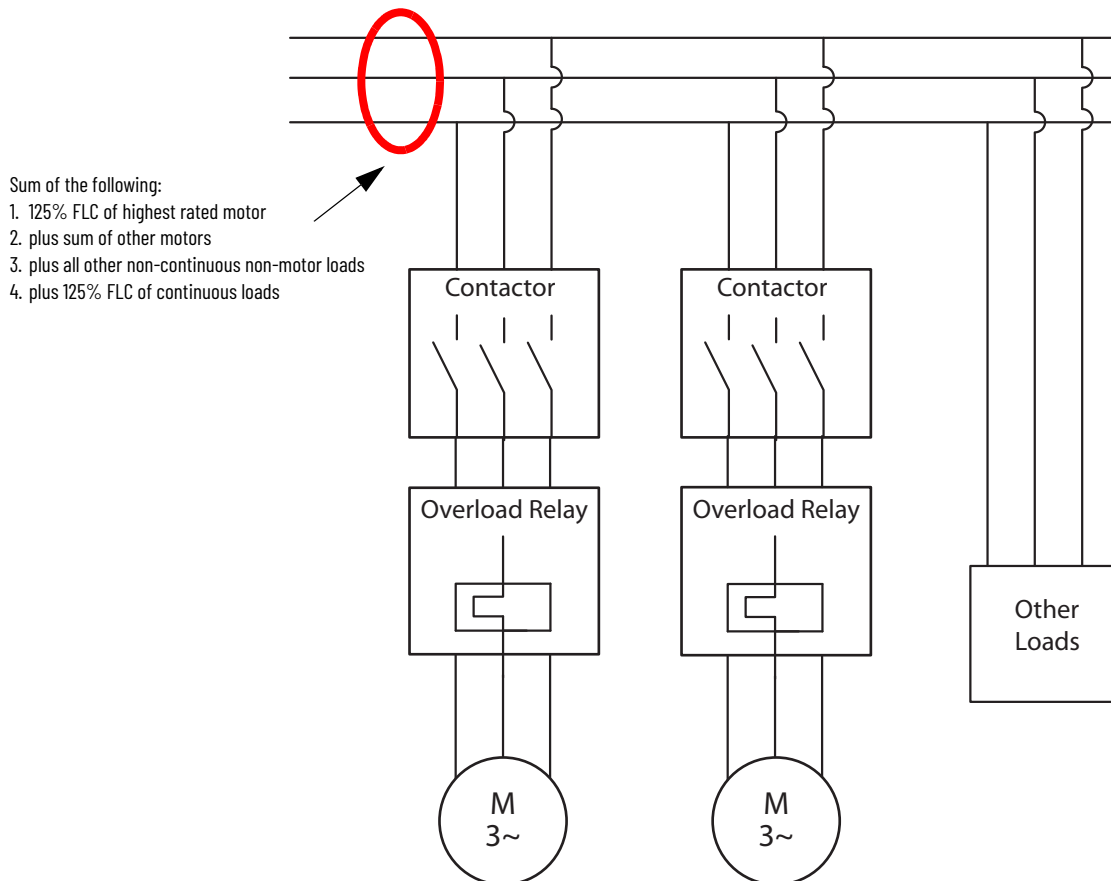 Sum of the following:
1. 125% FLC of highest rated motor
2. plus sum of other motors
3. plus all other non-continuous non-motor loads
4. plus 125% FLC of continuous loads
Contactor
Contactor
Overload Relay
Overload Relay
Other
Loads
M
3~
M
3~